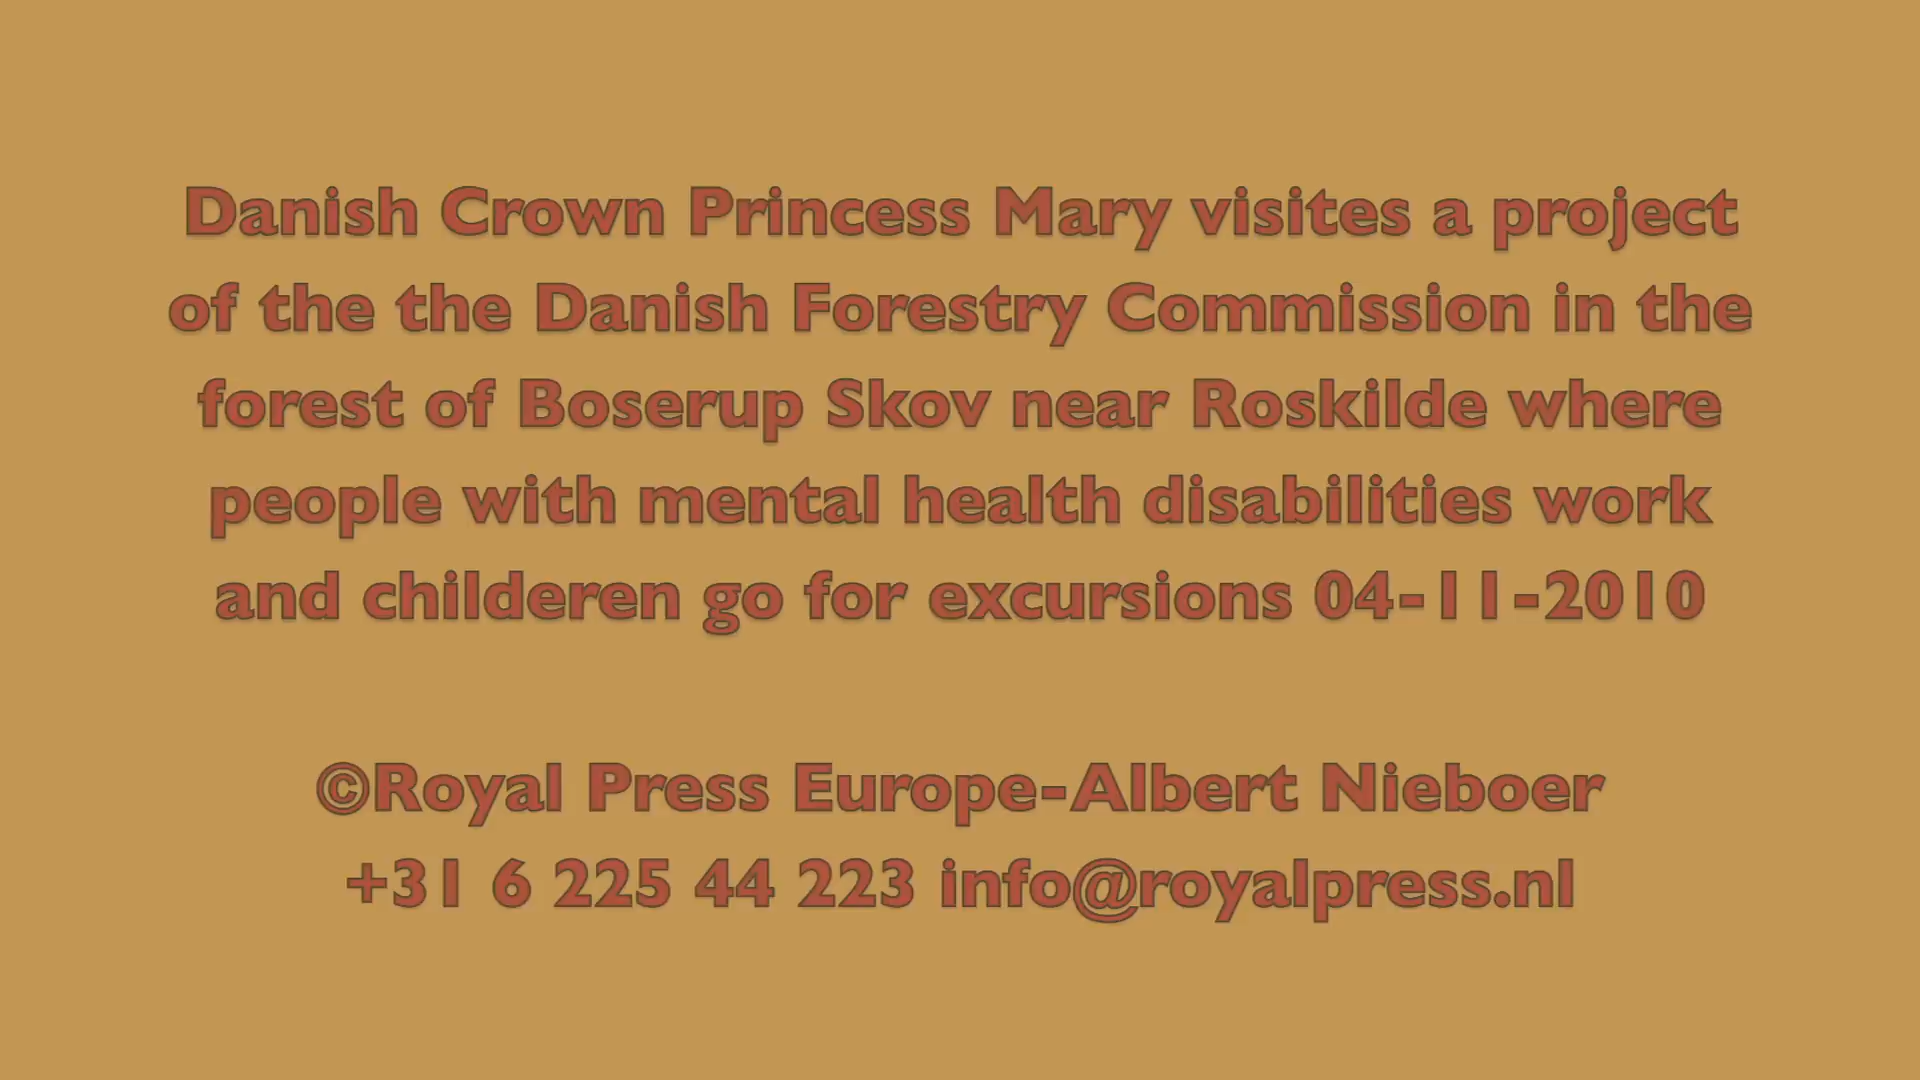 Danish Crown Princess Mary visites a project
of the the Danish Forestry Commission in the
forest of Boserup Skov near Roskilde where
people with mental health disabilities work
and childeren go for excursions 04-11-2010
©Royal Press Europe-Albert Nieboer
+31 6 225 44 223 info@royalpress.nl